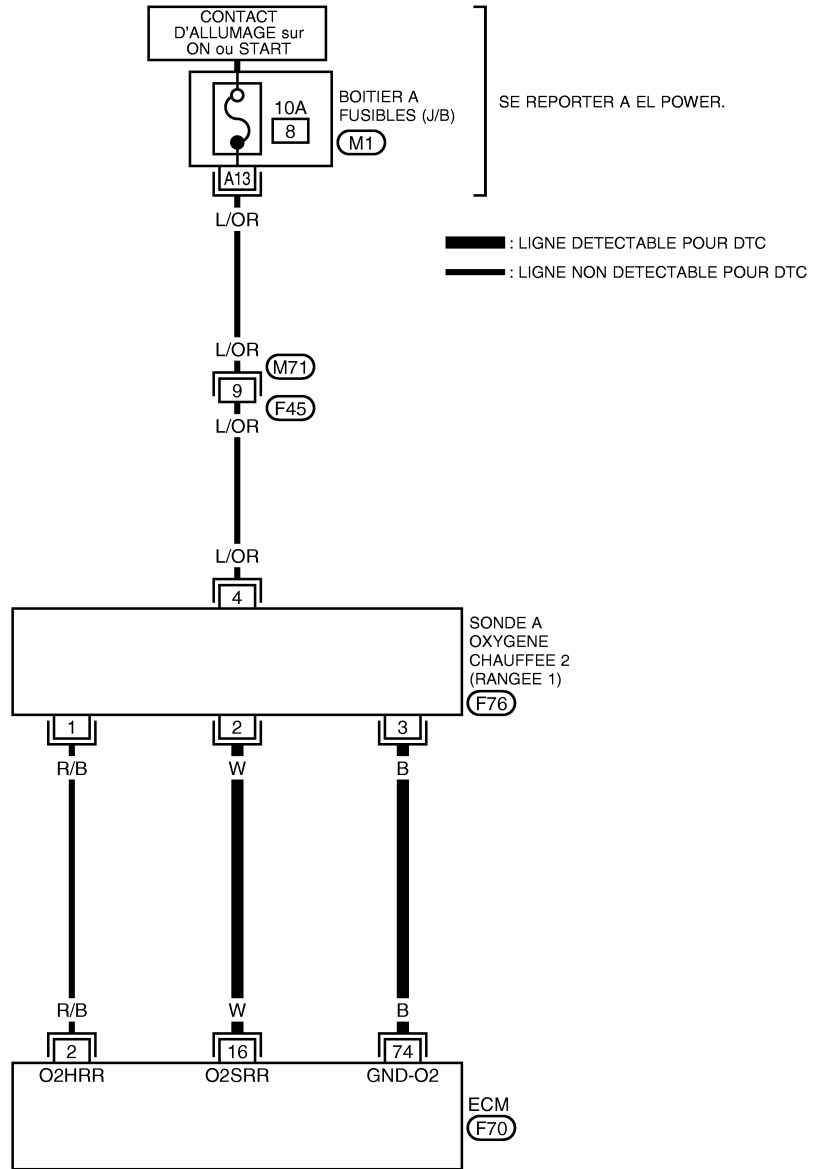 CONTACT
D'ALLUMAGE sur
ON ou START
BOITIER A
FUSIBLES (J/B)
M1
10A
8
A13
SE REPORTER A EL POWER.
L/OR
: LIGNE DETECTABLE POUR DTC
: LIGNE NON DETECTABLE POUR DTC
L/OR
M71
9
F45
L/OR
L/OR
4
SONDE A
OXYGENE
CHAUFFEE 2
(RANGEE 1)
F76
1 2 3
R/B W B
R/B W B
2 16 74
O2HRR O2SRR GND-O2
ECM
F70